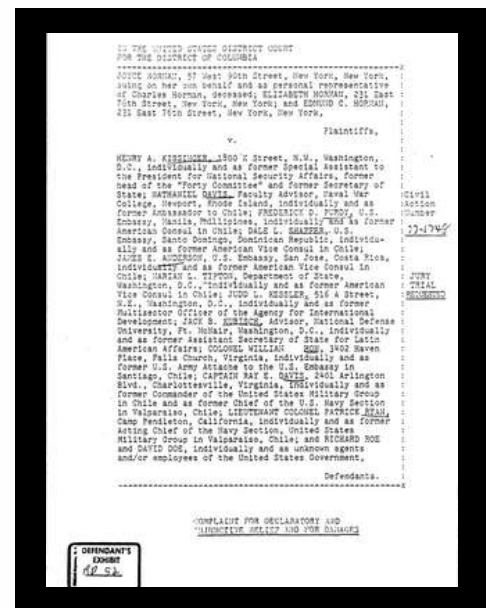 IN THE UNITED STATES DISTRICT COURT
FOR THE DISTRICT OF COLUMBIA
JOYCE HORMAN, 57 West 90th Street, New York, New York,
suing on her own behalf and as personal representative
of Charles Horman, deceased; ELIZABETH HORMAN, 231 East
76th Street, New York, New York; and EDMUND C. HORMAN,
231 East 76th Street, New York, New York,
Plaintiffs,
v.
HENRY A. KISSINGER, 1800 K Street, N.W., Washington,
D.C., individually and as former Special Assistant to
the President for National Security Affairs, former
head of the "Forty Committee" and former Secretary of
State; NATHANIEL DAVIS, Faculty Advisor, Naval War
College, Newport, Rhode Island, individually and as
former Ambassador to Chile; FREDERICK D. PURDY, U.S.
Embassy, Manila, Phillipines, individually and as former
American Consul in Chile; DALE L. SHAFFER, U.S.
Embassy, Santo Domingo, Dominican Republic, individu-
ally and as former American Vice Consul in Chile;
JAMES E. ANDERSON, U.S. Embassy, San Jose, Costa Rica,
individually and as former American Vice Consul in
Chile; MARIAN L. TIPTON, Department of State,
Washington, D.C., individually and as former American
Vice Consul in Chile; JUDD L. KESSLER, 516 A Street,
N.E., Washington, D.C., individually and as former
Multisector Officer of the Agency for International
Development; JACK B. KUBISCH, Advisor, National Defense
University, Ft. McNair, Washington, D.C., individually
and as former Assistant Secretary of State for Latin
American Affairs; COLONEL WILLIAM HON, 3402 Haven
Place, Falls Church, Virginia, individually and as
former U.S. Army Attache to the U.S. Embassy in
Santiago, Chile; CAPTAIN RAY E. DAVIS, 2461 Arlington
Blvd., Charlottesville, Virginia, individually and as
former Commander of the United States Military Group
in Chile and as former Chief of the U.S. Navy Section
in Valparaiso, Chile; LIEUTENANT COLONEL PATRICK RYAN,
Camp Pendleton, California, individually and as former
Acting Chief of the Navy Section, United States
Military Group in Valparaiso, Chile; and RICHARD ROE
and DAVID DOE, individually and as unknown agents
and/or employees of the United States Government,
Defendants.
Civil
Action
Number
77-1748
JURY
TRIAL
REQUESTED
COMPLAINT FOR DECLARATORY AND
INJUNCTIVE RELIEF AND FOR DAMAGES
DEFENDANT'S
EXHIBIT